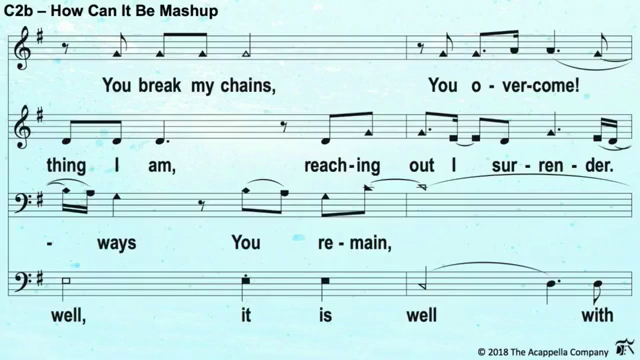 C2b – How Can It Be Mashup
You break my chains, You o - ver-come!
thing I am, reach-ing out I sur - ren - der.
- ways You re - main,
well, it is well with
© 2018 The Acappella Company